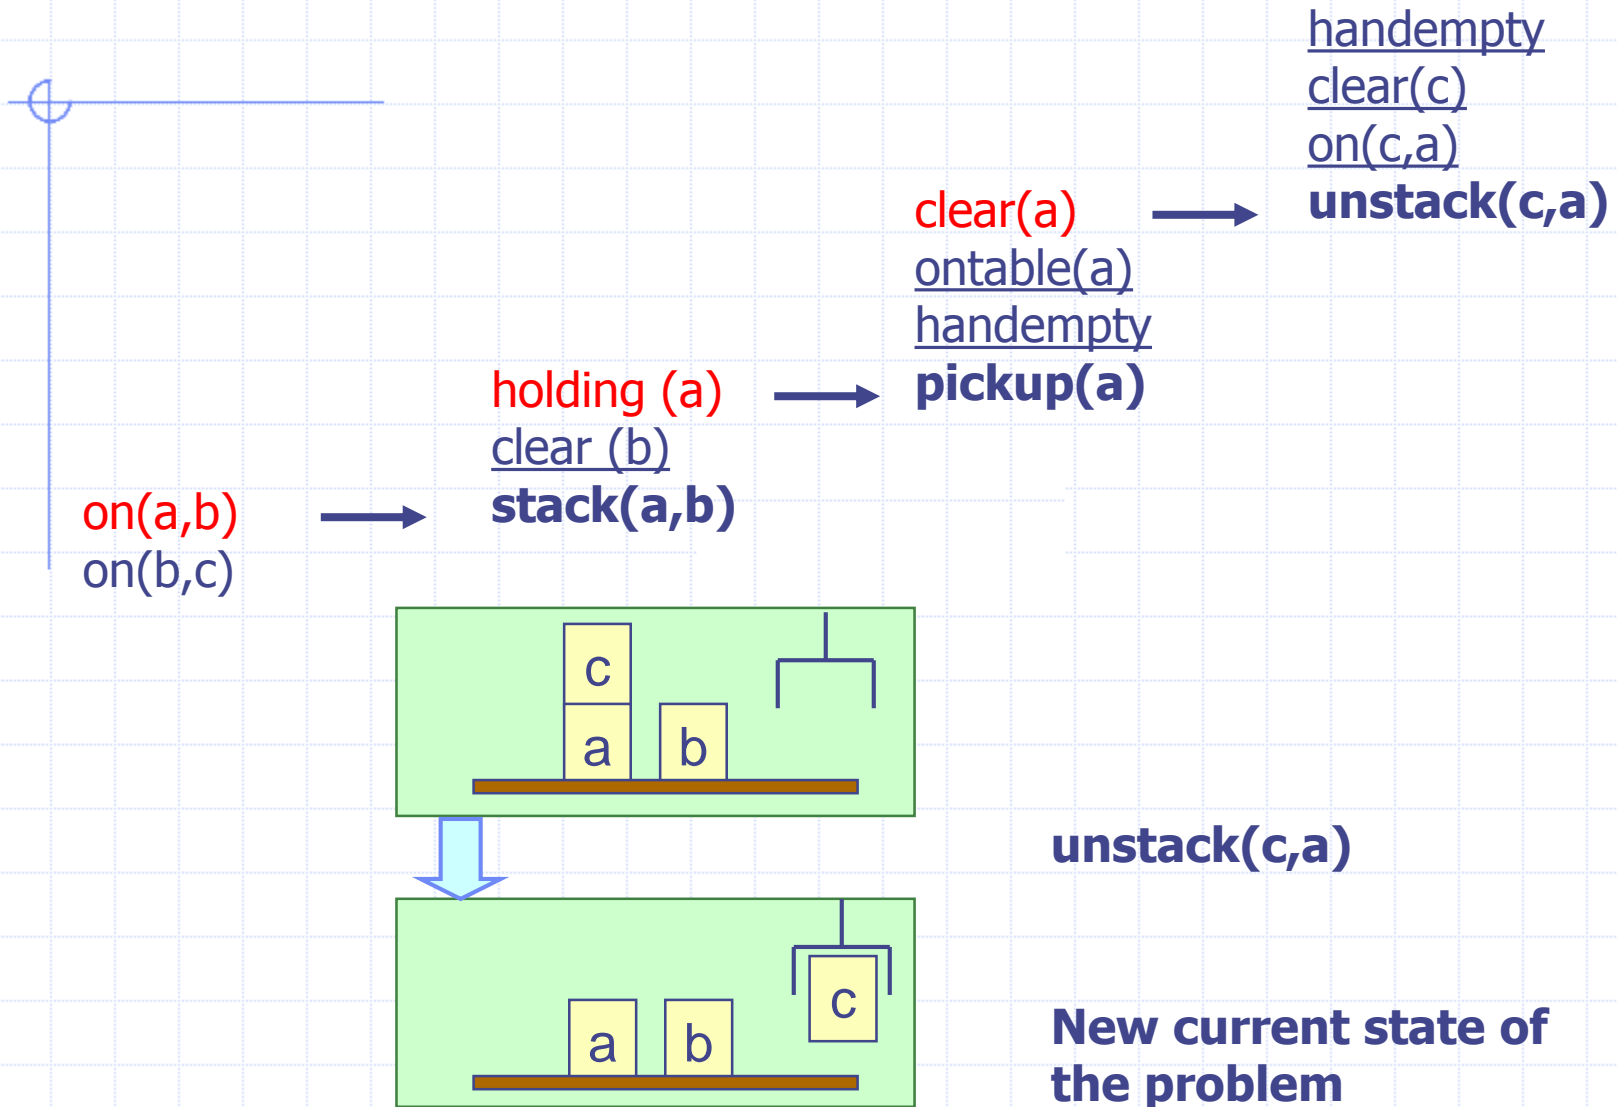 handempty
clear(c)
on(c,a)
unstack(c,a)
clear(a)
ontable(a)
handempty
pickup(a)
holding (a)
clear (b)
stack(a,b)
on(a,b)
on(b,c)
c
a b
unstack(c,a)
c
a b
New current state of
the problem